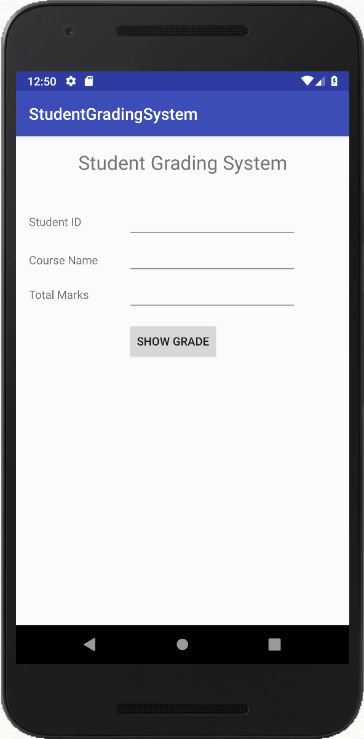 12:50
StudentGradingSystem
Student Grading System
Student ID
Course Name
Total Marks
SHOW GRADE